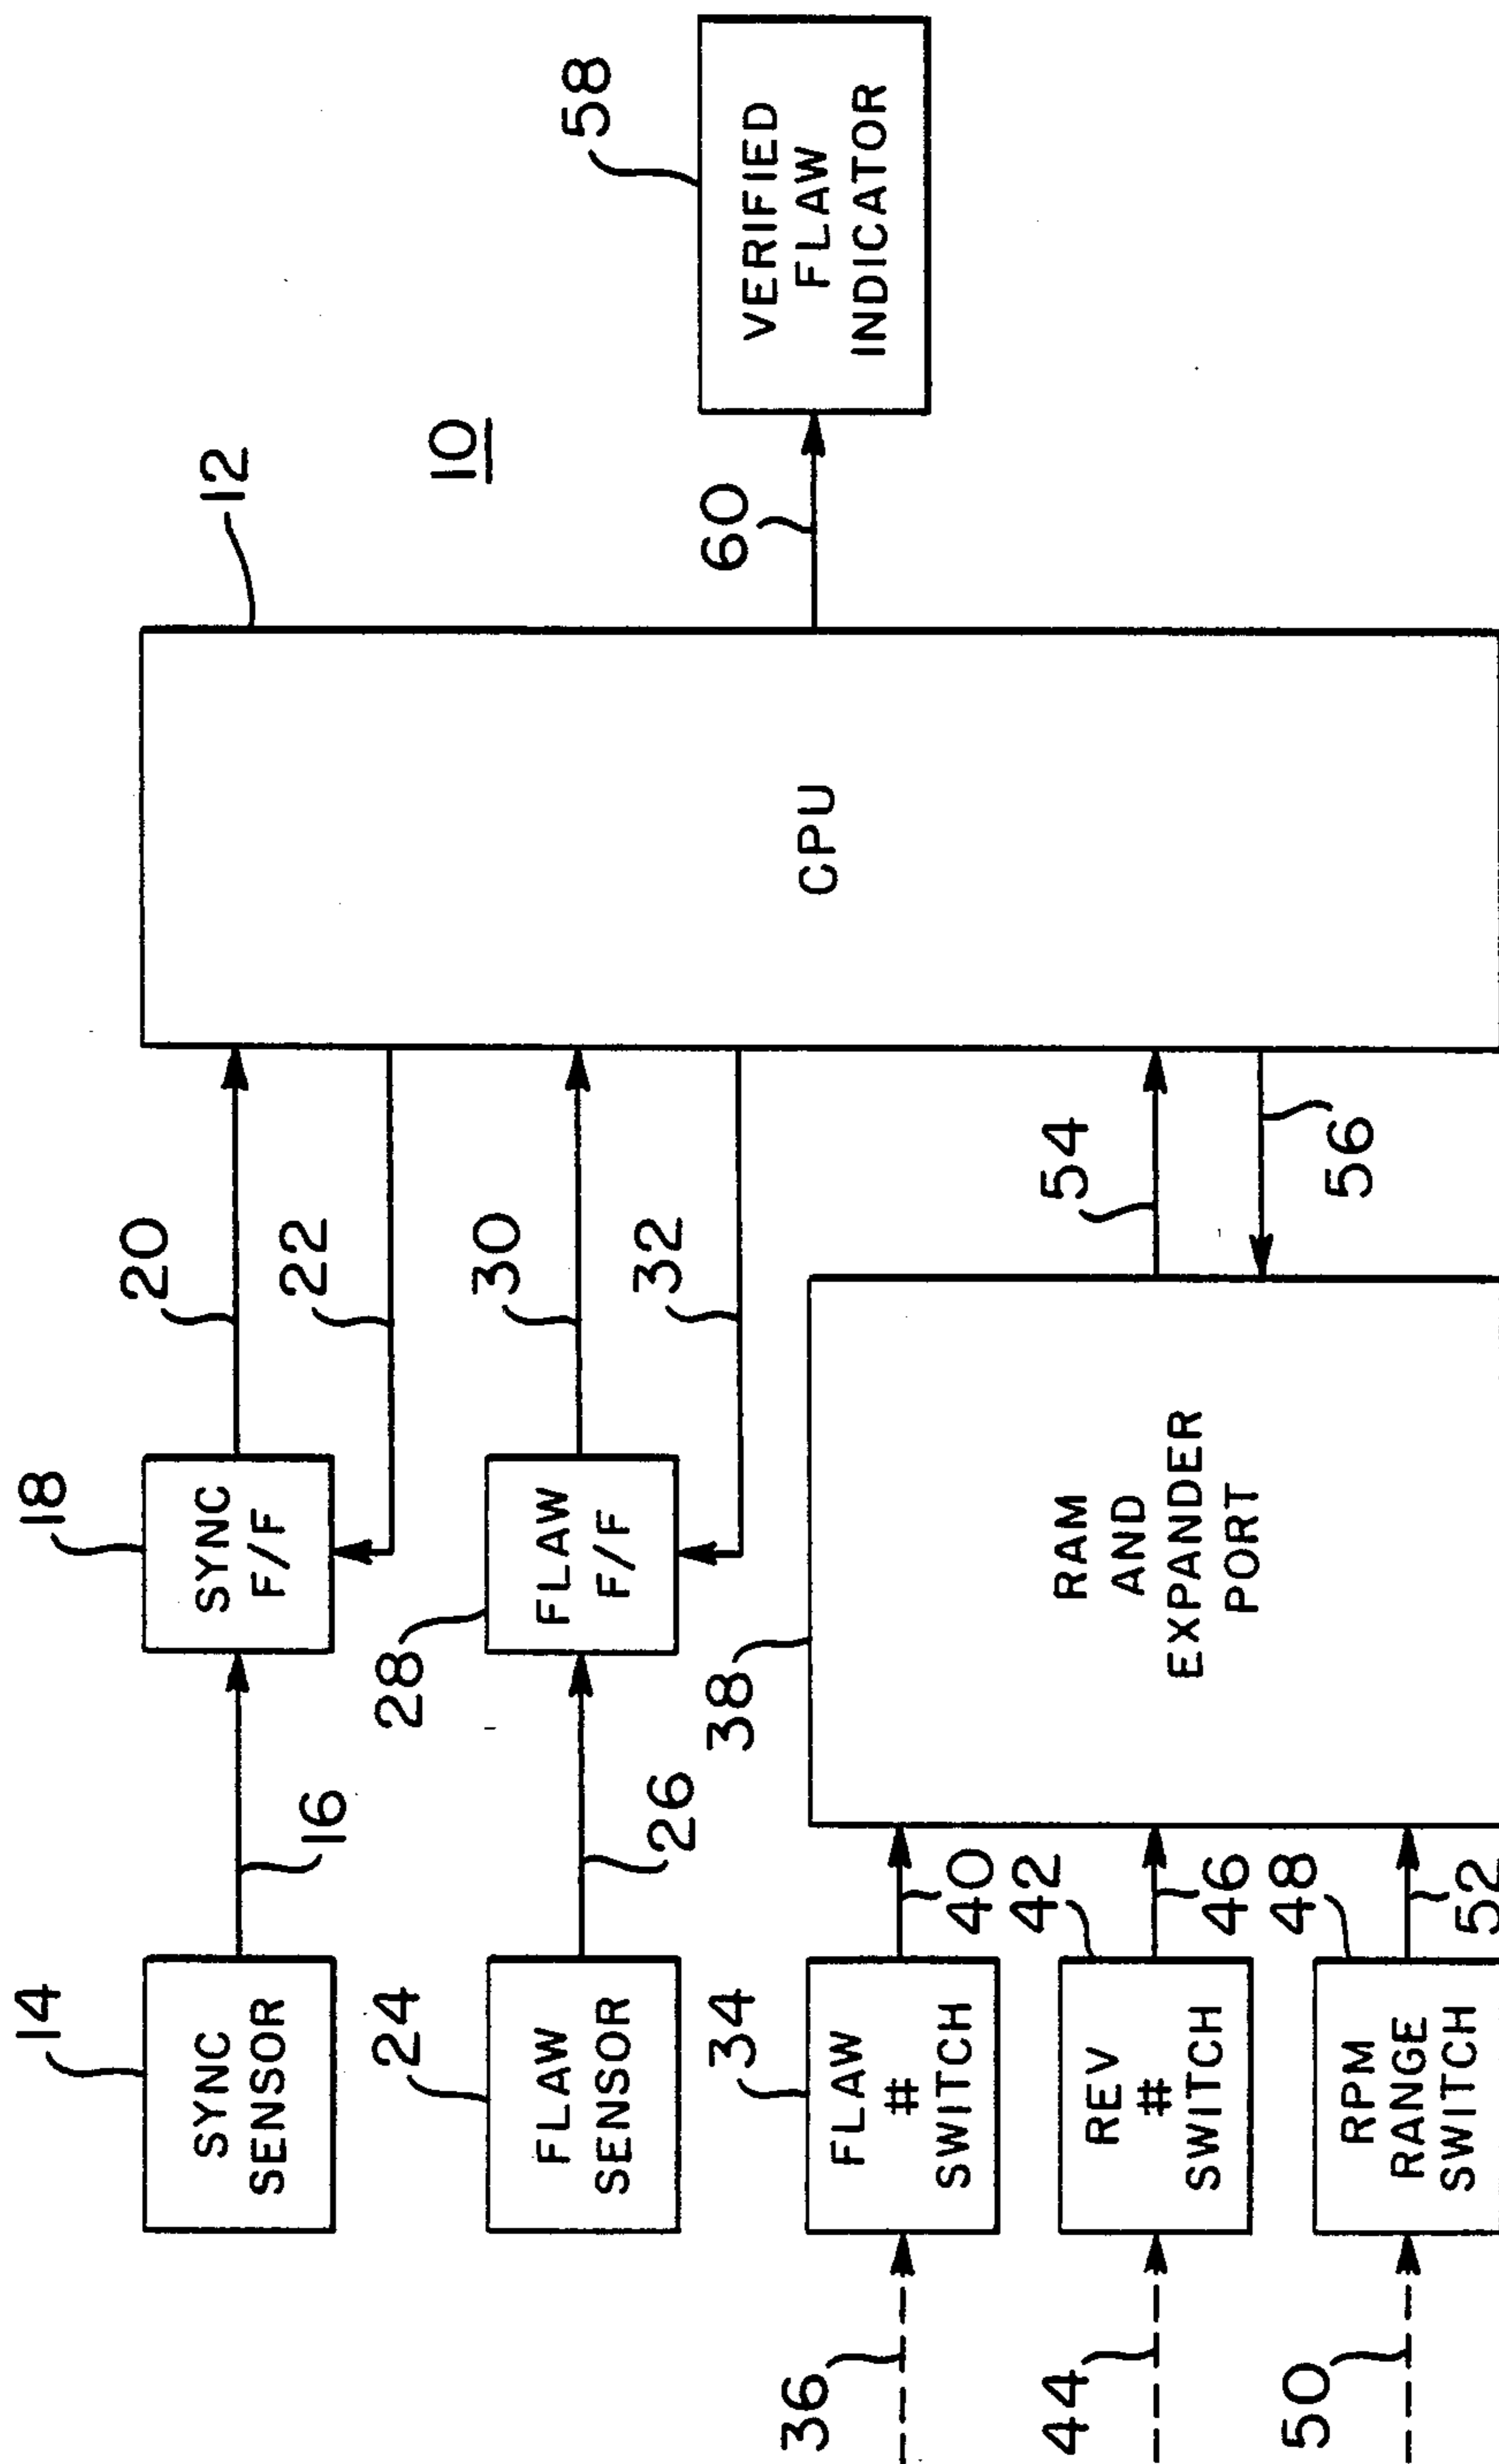 14
SYNC
SENSOR
16
18
SYNC
F/F
20
22
12
CPU
10
24
FLAW
SENSOR
26
28
FLAW
F/F
30
32
60
58
VERIFIED
FLAW
INDICATOR
36
34
FLAW
#
SWITCH
40
38
RAM
AND
EXPANDER
PORT
54
56
44
42
REV
#
SWITCH
46
50
48
RPM
RANGE
SWITCH
52